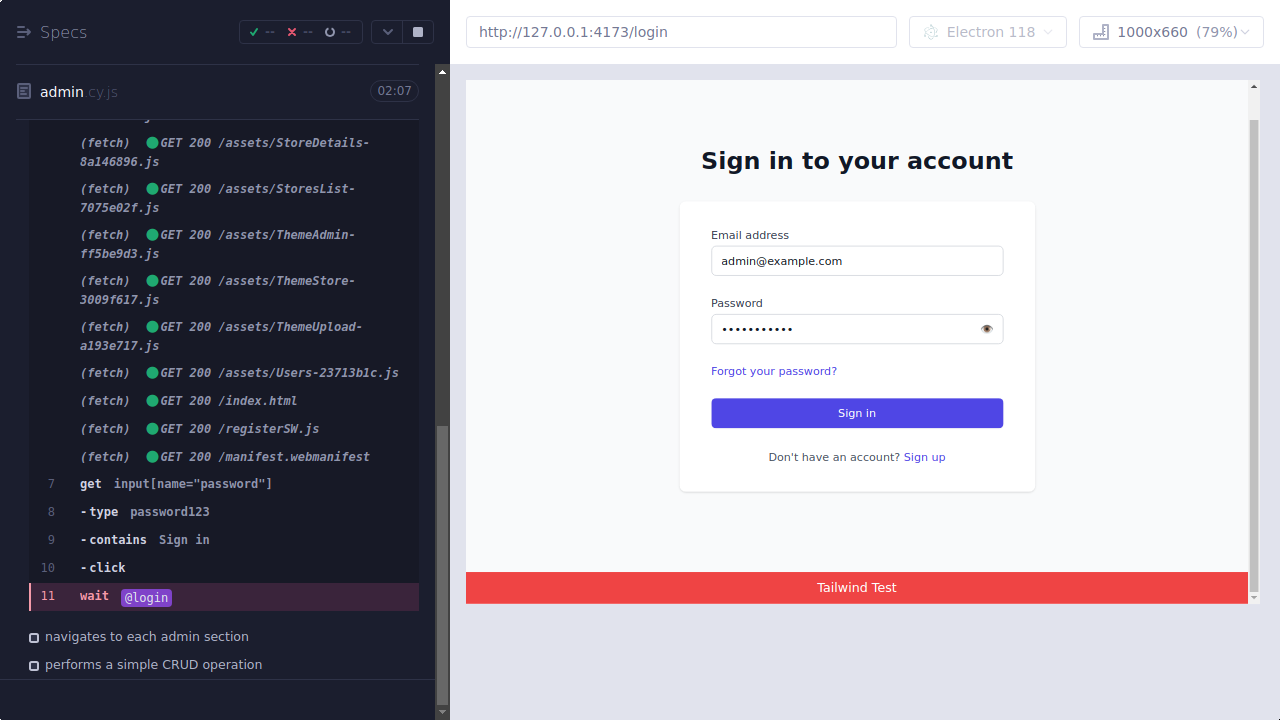 Specs
-- -- --
admin.cy.js
02:07
(fetch) GET 200 /assets/StoreDetails-
8a146896.js
(fetch) GET 200 /assets/StoresList-
7075e02f.js
(fetch) GET 200 /assets/ThemeAdmin-
ff5be9d3.js
(fetch) GET 200 /assets/ThemeStore-
3009f617.js
(fetch) GET 200 /assets/ThemeUpload-
a193e717.js
(fetch) GET 200 /assets/Users-23713b1c.js
(fetch) GET 200 /index.html
(fetch) GET 200 /registerSW.js
(fetch) GET 200 /manifest.webmanifest
7 get input[name="password"]
8 -type password123
9 -contains Sign in
10 -click
11 wait @login
navigates to each admin section
performs a simple CRUD operation
http://127.0.0.1:4173/login
Electron 118
1000x660 (79%)
Sign in to your account
Email address
admin@example.com
Password
•••••••••••
Forgot your password?
Sign in
Don't have an account? Sign up
Tailwind Test